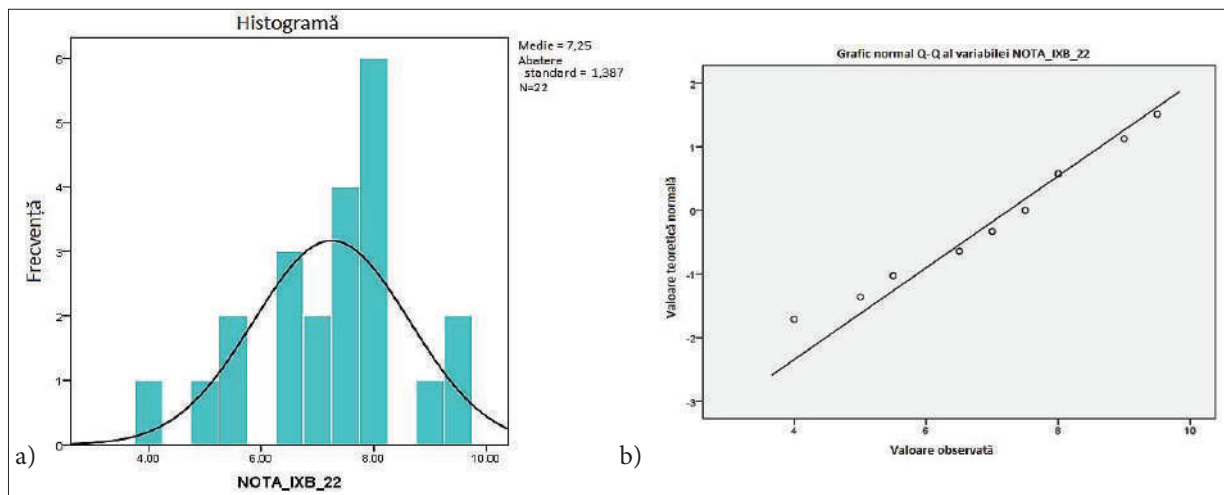 Histogramă
Medie = 7,25
Abatere
standard = 1,387
N=22
Frecvență
6
5
4
3
2
1
0
4.00
6.00
8.00
10.00
NOTA_IXB_22
a)
Grafic normal Q-Q al variabilei NOTA_IXB_22
Valoare teoretică normală
2
1
0
-1
-2
-3
4
6
8
10
Valoare observată
b)